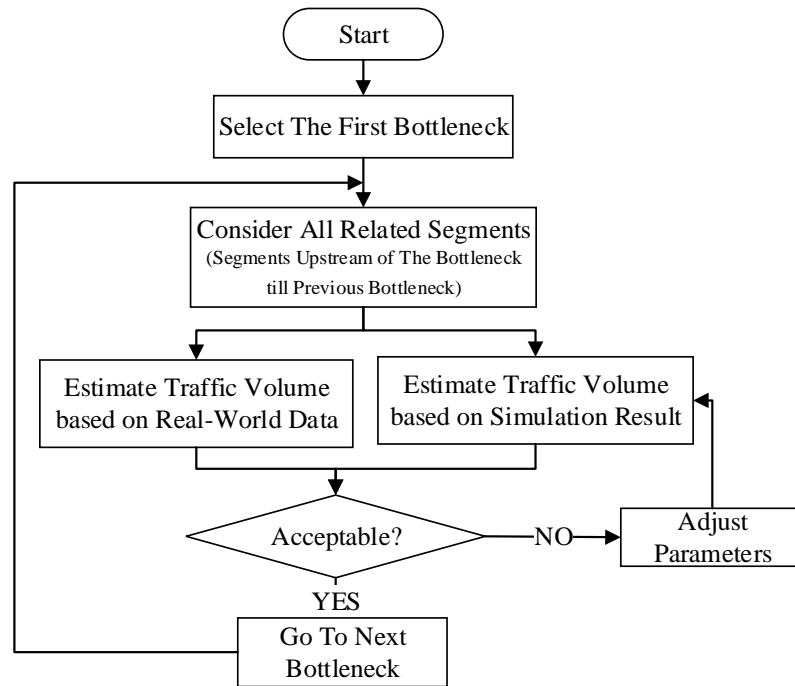 Start
Select The First Bottleneck
Consider All Related Segments
(Segments Upstream of The Bottleneck
till Previous Bottleneck)
Estimate Traffic Volume
based on Real-World Data
Estimate Traffic Volume
based on Simulation Result
Acceptable?
NO
Adjust
Parameters
YES
Go To Next
Bottleneck